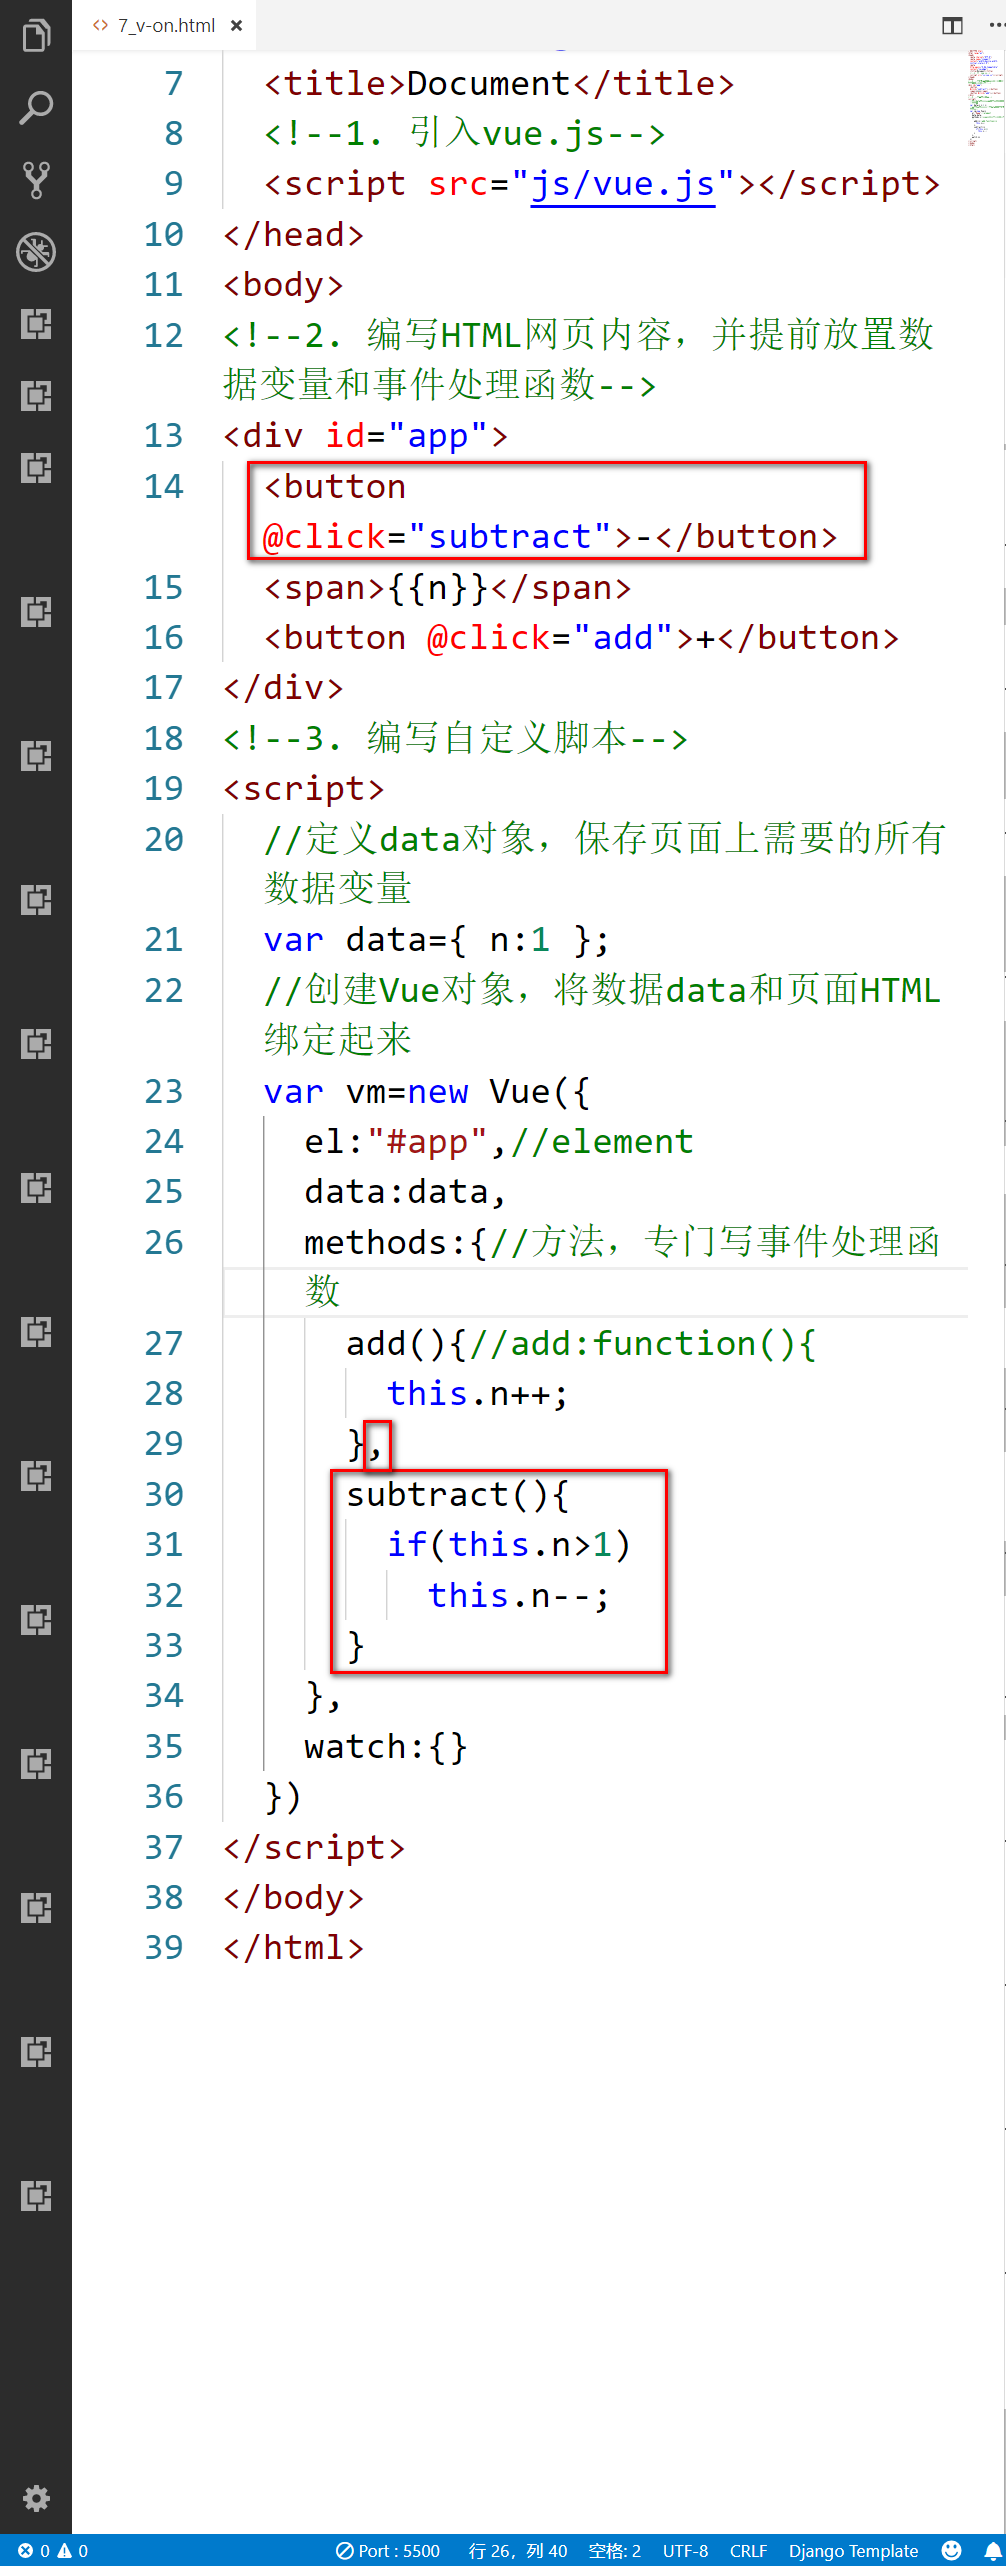 7_v-on.html
7 <title>Document</title>
8 <!--1. 引入vue.js-->
9 <script src="js/vue.js"></script>
10 </head>
11 <body>
12 <!--2. 编写HTML网页内容，并提前放置数
据变量和事件处理函数-->
13 <div id="app">
14 <button
@click="subtract">-</button>
15 <span>{{n}}</span>
16 <button @click="add">+</button>
17 </div>
18 <!--3. 编写自定义脚本-->
19 <script>
20 //定义data对象，保存页面上需要的所有
数据变量
21 var data={ n:1 };
22 //创建Vue对象，将数据data和页面HTML
绑定起来
23 var vm=new Vue({
24 el:"#app",//element
25 data:data,
26 methods:{//方法，专门写事件处理函
数
27 add(){//add:function(){
28 this.n++;
29 },
30 subtract(){
31 if(this.n>1)
32 this.n--;
33 }
34 },
35 watch:{}
36 })
37 </script>
38 </body>
39 </html>
0 0 Port : 5500 行 26，列 40 空格: 2 UTF-8 CRLF Django Template